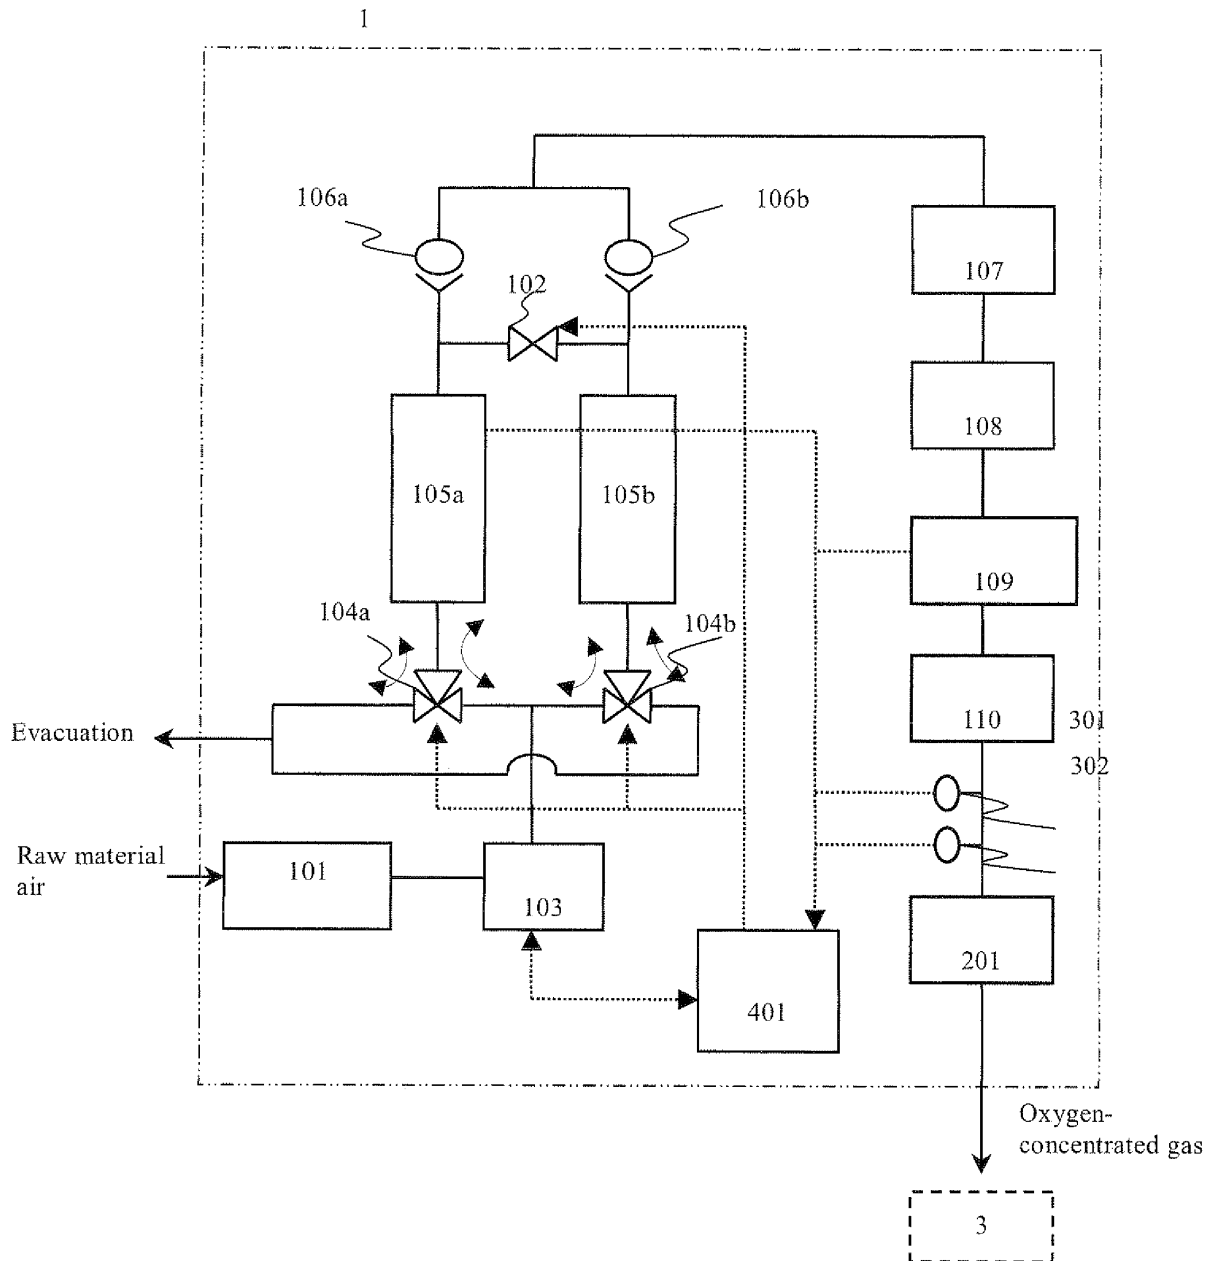 1
106a
106b
102
107
108
105a
105b
109
104a
104b
110
301
302
Evacuation
Raw material
air
101
103
201
401
Oxygen-
concentrated gas
3